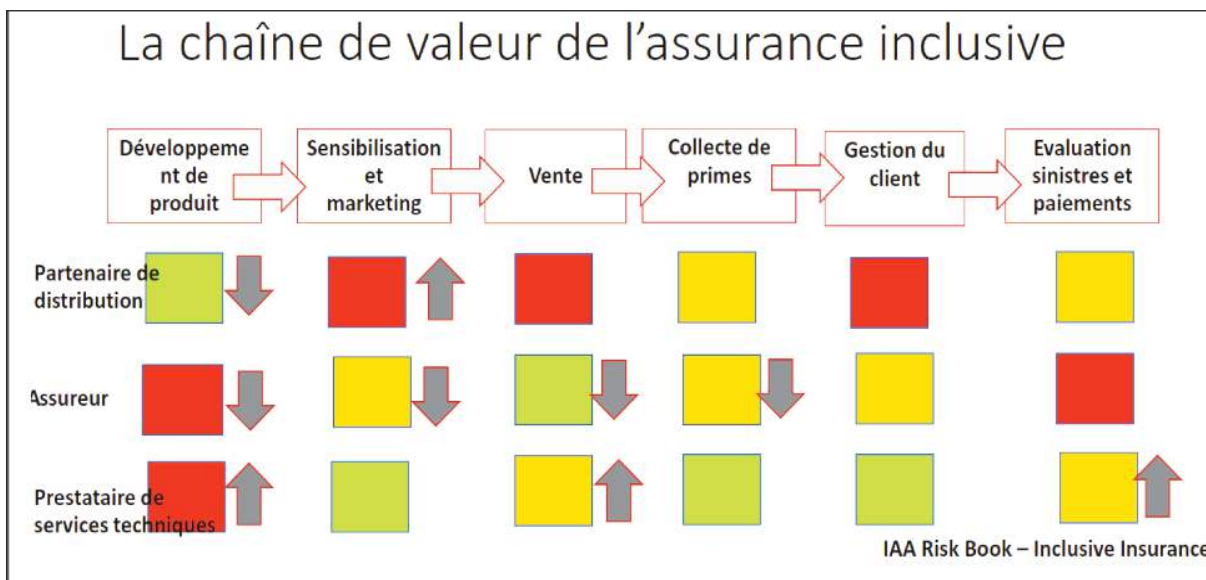 La chaîne de valeur de l’assurance inclusive
Développeme
nt de
produit
Sensibilisation
et
marketing
Vente
Collecte de
primes
Gestion du
client
Evaluation
sinistres et
paiements
Partenaire de
distribution
Assureur
Prestataire de
services techniques
IAA Risk Book – Inclusive Insurance